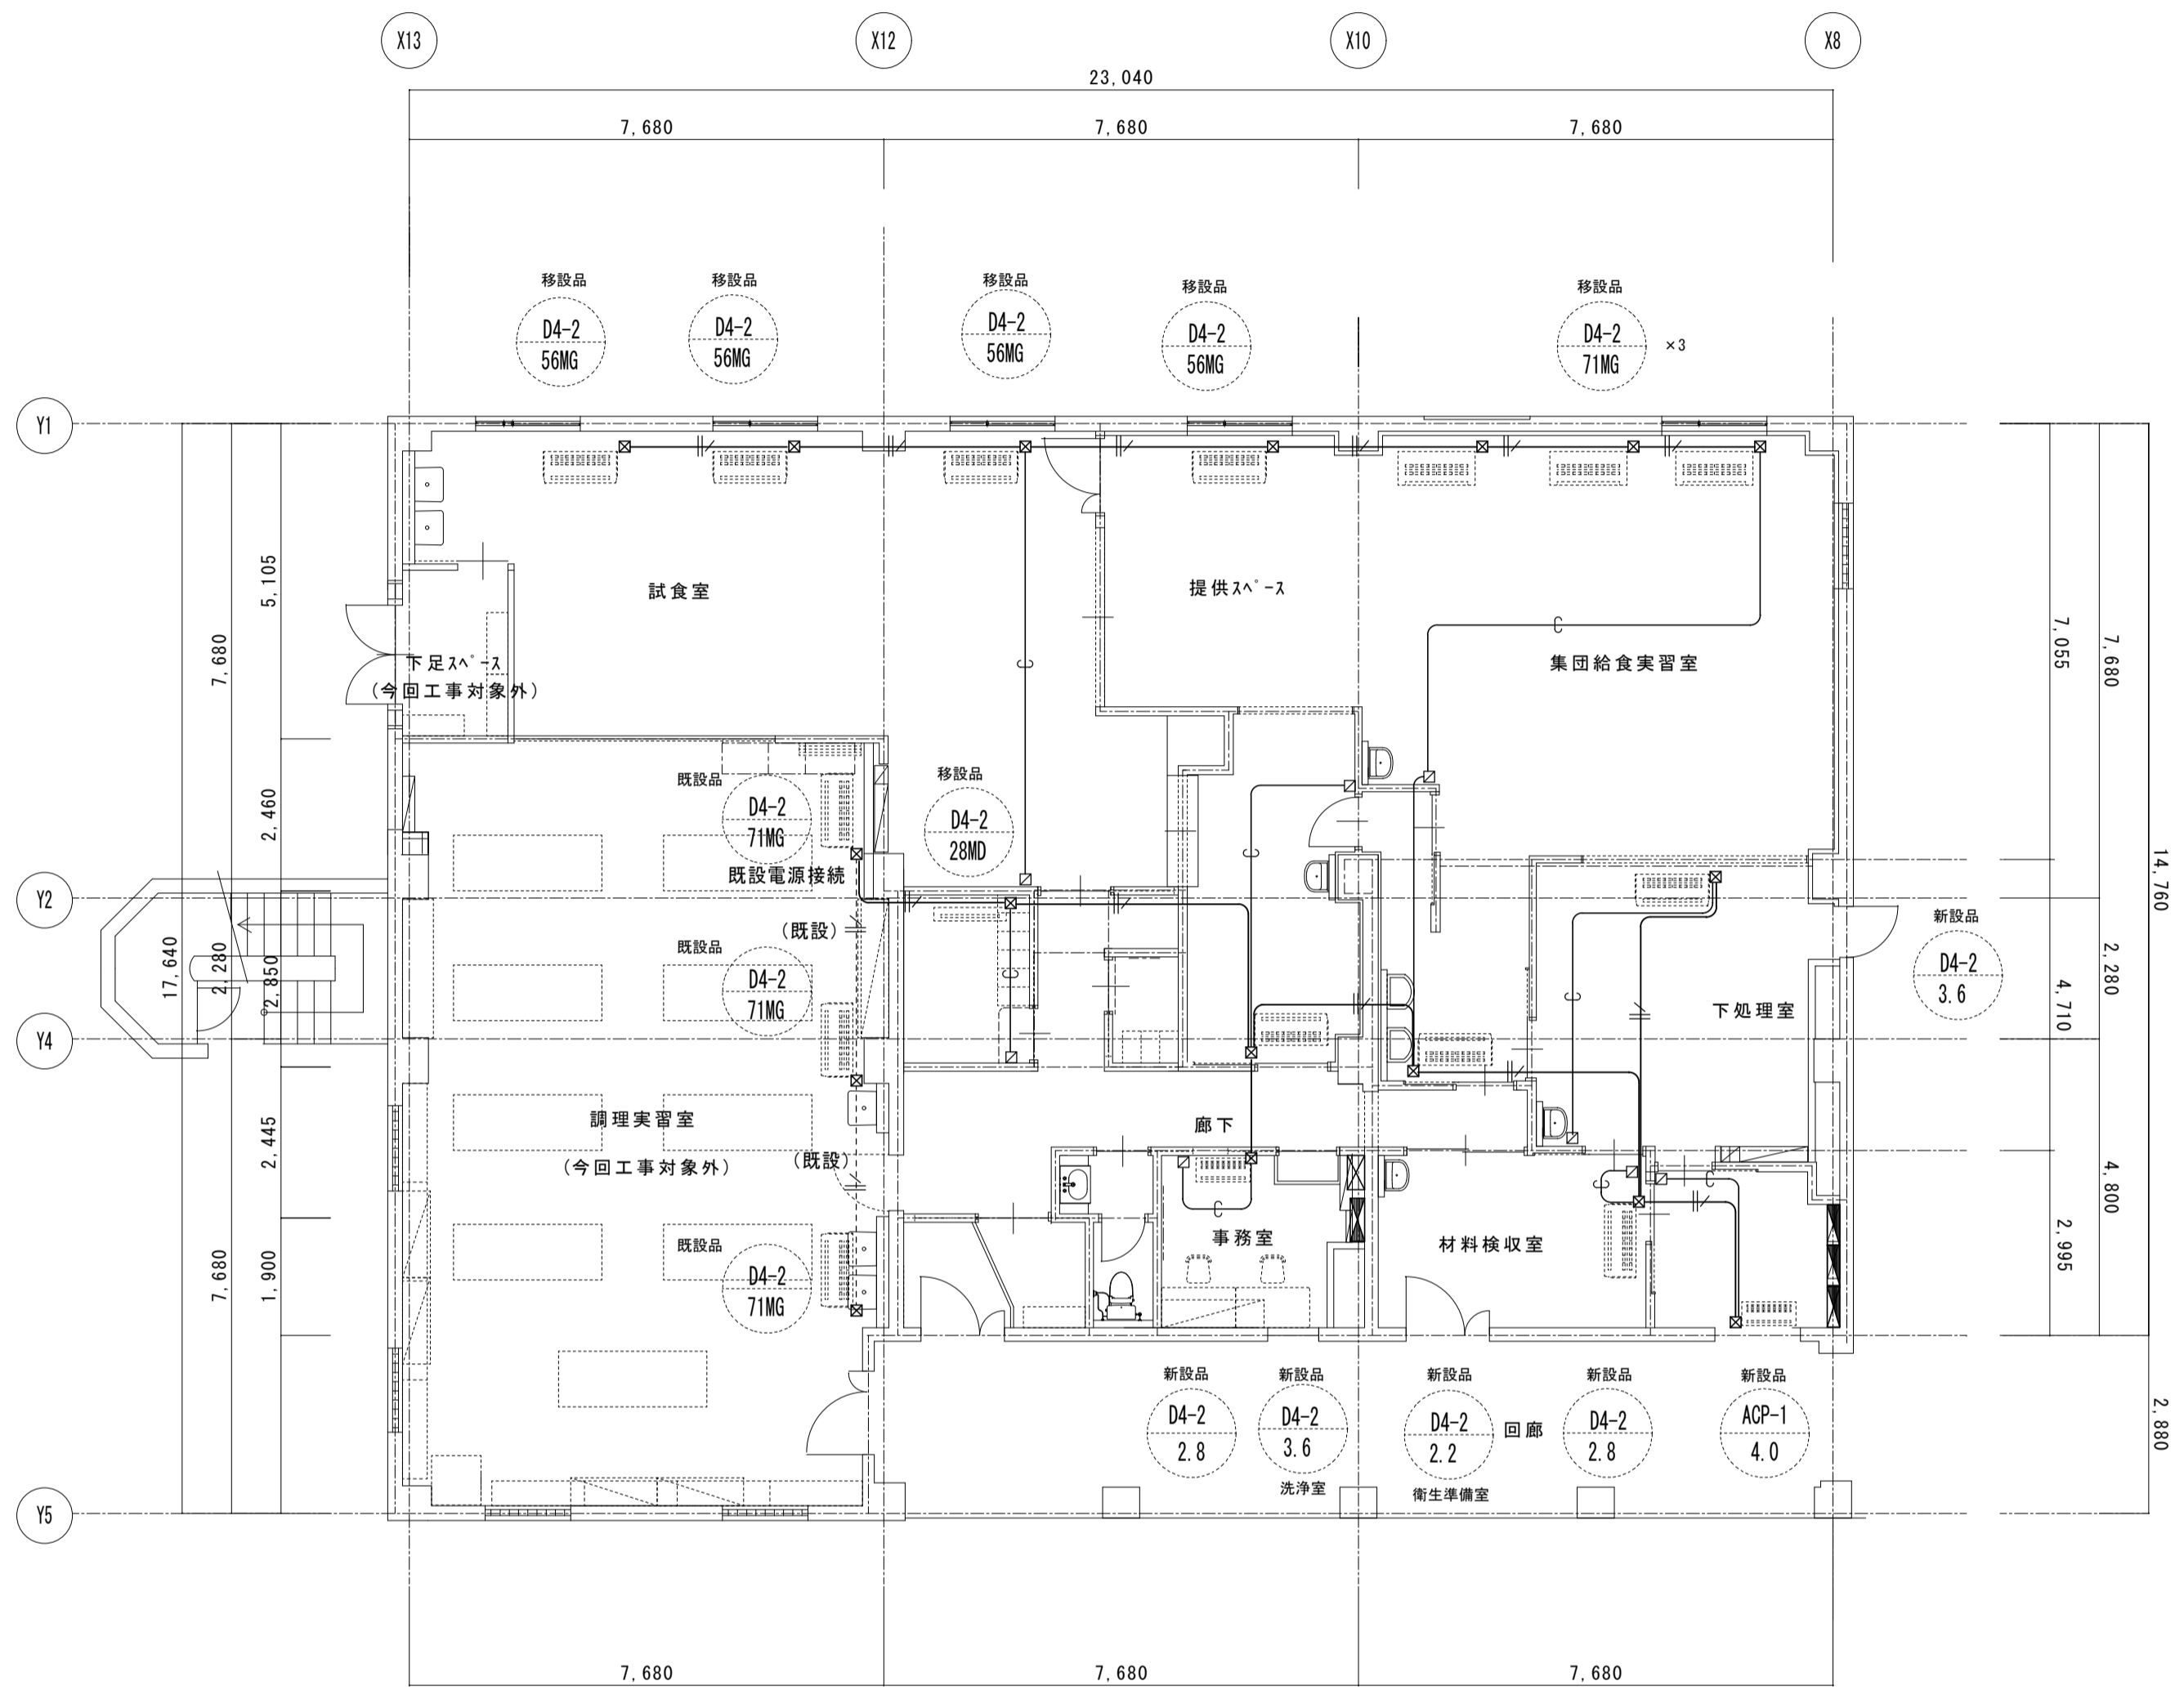 X13
X12
X10
X8
23,040
7,680
7,680
7,680
移設品
D4-2
56MG
移設品
D4-2
56MG
移設品
D4-2
56MG
移設品
D4-2
56MG
移設品
D4-2
71MG
×3
Y1
Y2
Y4
Y5
17,640
7,680
2,280
7,680
5,105
2,460
2,850
2,445
1,900
試食室
提供スペース
集団給食実習室
下足スペース
(今回工事対象外)
既設品
D4-2
71MG
既設電源接続
(既設)
移設品
D4-2
28MD
既設品
D4-2
71MG
下処理室
新設品
D4-2
3.6
調理実習室
(今回工事対象外)
(既設)
既設品
D4-2
71MG
廊下
事務室
材料検収室
新設品
D4-2
2.8
新設品
D4-2
3.6
洗浄室
新設品
D4-2
2.2
衛生準備室
回廊
新設品
D4-2
2.8
新設品
ACP-1
4.0
7,055
4,710
2,995
7,680
2,280
4,800
14,760
2,880
7,680
7,680
7,680